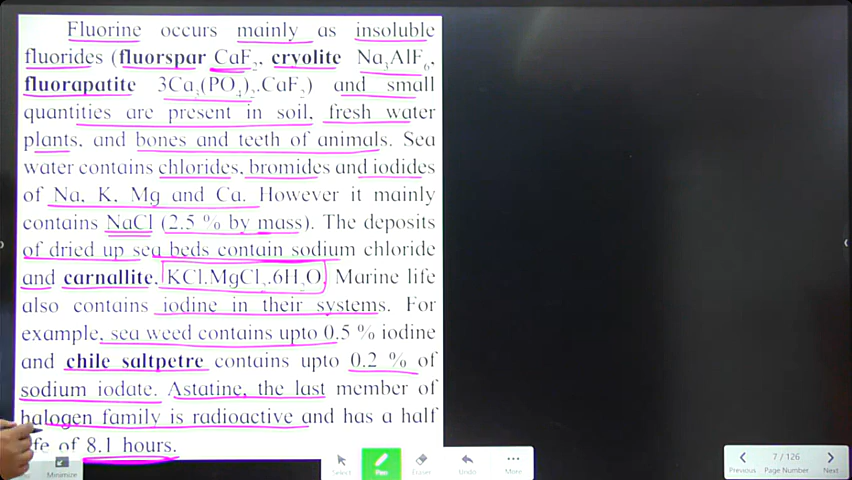 Fluorine occurs mainly as insoluble
fluorides (fluorspar CaF₂, cryolite Na₃AlF₆,
fluorapatite 3Ca₃(PO₄)₂.CaF₂) and small
quantities are present in soil, fresh water
plants, and bones and teeth of animals. Sea
water contains chlorides, bromides and iodides
of Na, K, Mg and Ca. However it mainly
contains NaCl (2.5 % by mass). The deposits
of dried up sea beds contain sodium chloride
and carnallite, KCl.MgCl₂.6H₂O. Marine life
also contains iodine in their systems. For
example, sea weed contains upto 0.5 % iodine
and chile saltpetre contains upto 0.2 % of
sodium iodate. Astatine, the last member of
halogen family is radioactive and has a half
life of 8.1 hours.
Minimize
Select Pen Eraser Undo More
Previous 7 / 126 Page Number Next